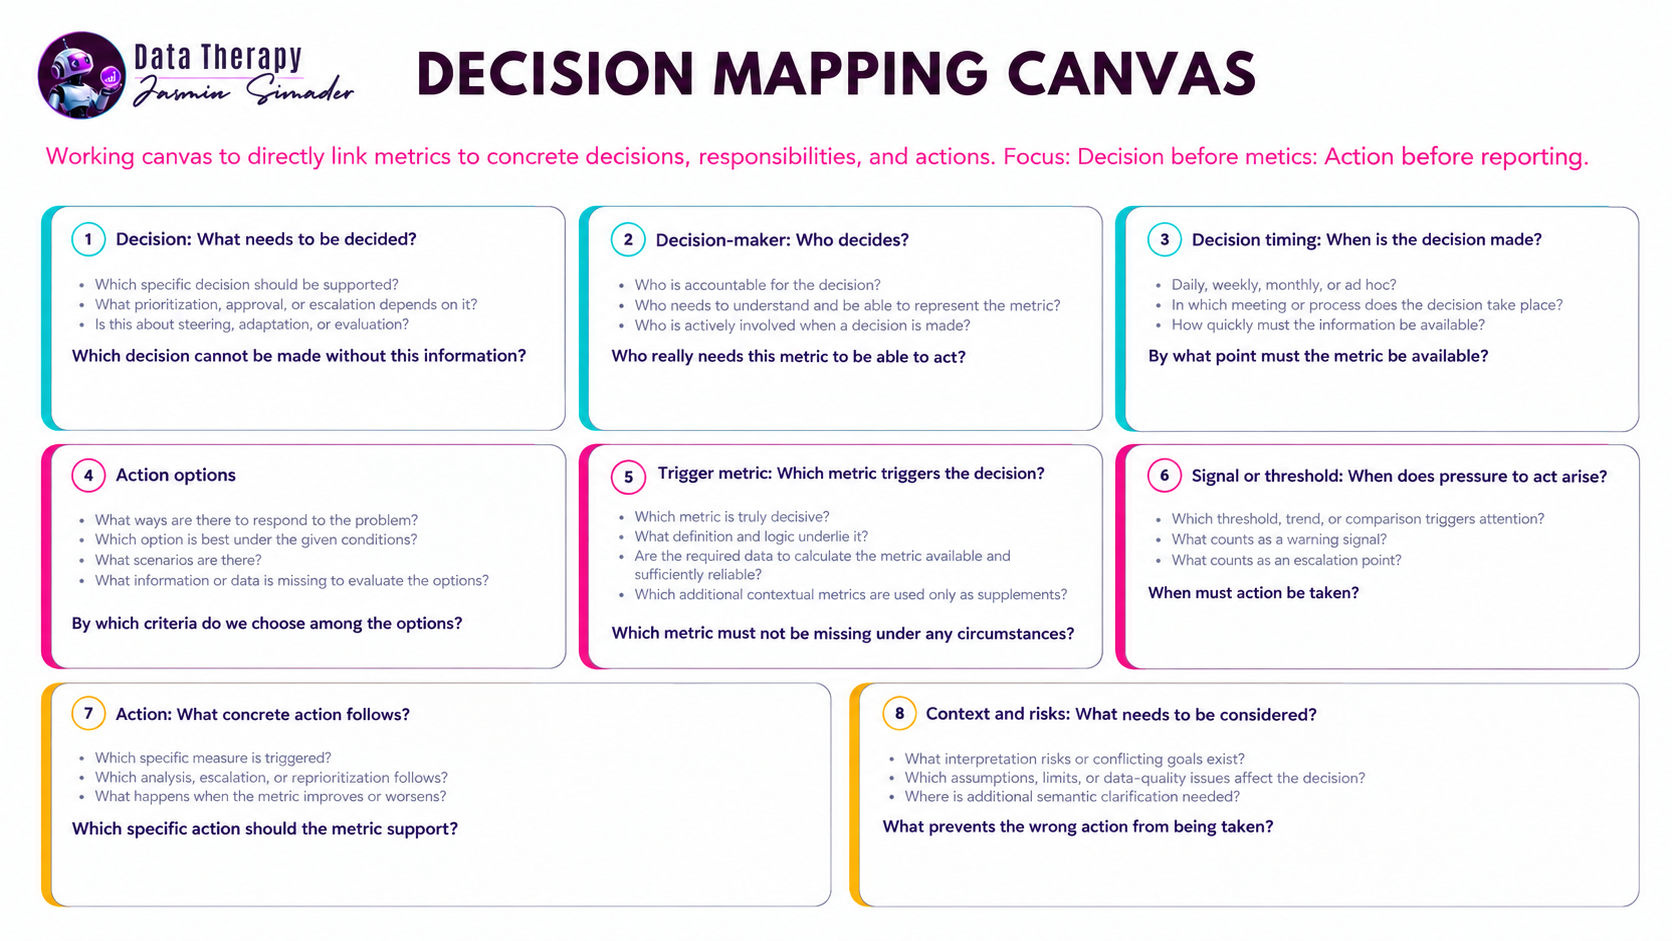 Data Therapy
Jasmin Simader
DECISION MAPPING CANVAS
Working canvas to directly link metrics to concrete decisions, responsibilities, and actions. Focus: Decision before metics: Action before reporting.
1 Decision: What needs to be decided?
• Which specific decision should be supported?
• What prioritization, approval, or escalation depends on it?
• Is this about steering, adaptation, or evaluation?
Which decision cannot be made without this information?
2 Decision-maker: Who decides?
• Who is accountable for the decision?
• Who needs to understand and be able to represent the metric?
• Who is actively involved when a decision is made?
Who really needs this metric to be able to act?
3 Decision timing: When is the decision made?
• Daily, weekly, monthly, or ad hoc?
• In which meeting or process does the decision take place?
• How quickly must the information be available?
By what point must the metric be available?
4 Action options
• What ways are there to respond to the problem?
• Which option is best under the given conditions?
• What scenarios are there?
• What information or data is missing to evaluate the options?
By which criteria do we choose among the options?
5 Trigger metric: Which metric triggers the decision?
• Which metric is truly decisive?
• What definition and logic underlie it?
• Are the required data to calculate the metric available and
sufficiently reliable?
• Which additional contextual metrics are used only as supplements?
Which metric must not be missing under any circumstances?
6 Signal or threshold: When does pressure to act arise?
• Which threshold, trend, or comparison triggers attention?
• What counts as a warning signal?
• What counts as an escalation point?
When must action be taken?
7 Action: What concrete action follows?
• Which specific measure is triggered?
• Which analysis, escalation, or reprioritization follows?
• What happens when the metric improves or worsens?
Which specific action should the metric support?
8 Context and risks: What needs to be considered?
• What interpretation risks or conflicting goals exist?
• Which assumptions, limits, or data-quality issues affect the decision?
• Where is additional semantic clarification needed?
What prevents the wrong action from being taken?